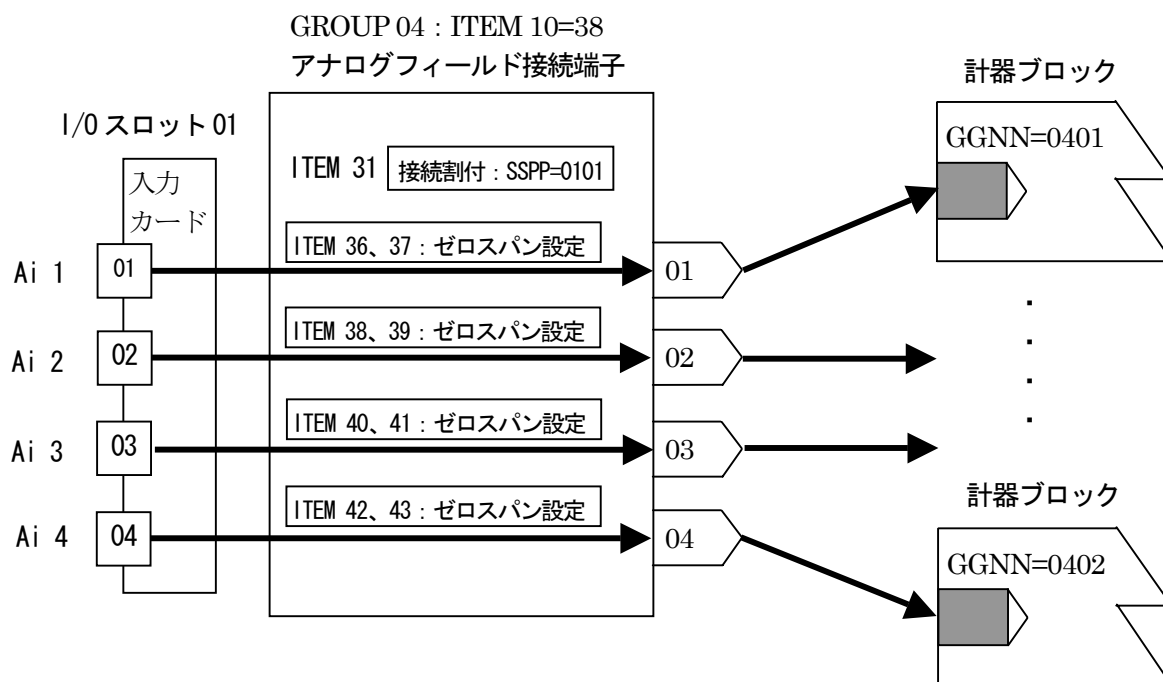 GROUP 04 : ITEM 10=38
アナログフィールド接続端子
計器ブロック
I/O スロット 01
GGNN=0401
ITEM 31
接続割付:SSPP=0101
入力
カード
ITEM 36、37:ゼロスパン設定
Ai 1
01
01
ITEM 38、39:ゼロスパン設定
Ai 2
02
02
ITEM 40、41:ゼロスパン設定
Ai 3
03
03
計器ブロック
ITEM 42、43:ゼロスパン設定
Ai 4
04
04
GGNN=0402